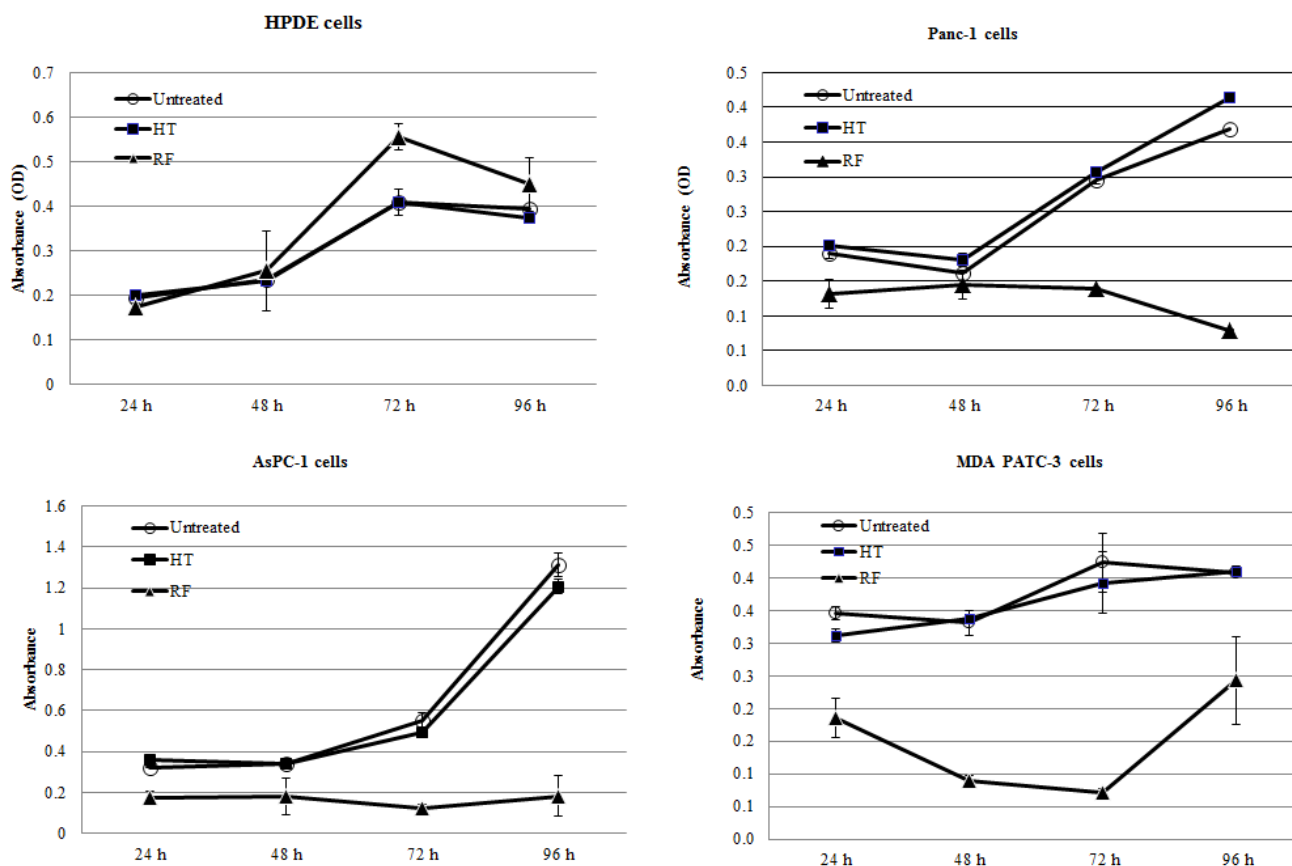 HPDE cells
0.7
0.6
0.5
0.4
0.3
0.2
0.1
0
Absorbance (OD)
Untreated
HT
RF
24 h 48 h 72 h 96 h
Panc-1 cells
0.5
0.4
0.4
0.3
0.3
0.2
0.2
0.1
0.1
0.0
Absorbance (OD
Untreated
HT
RF
24 h 48 h 72 h 96 h
AsPC-1 cells
1.6
1.4
1.2
1
0.8
0.6
0.4
0.2
0
Absorbance
Untreated
HT
RF
24 h 48 h 72 h 96 h
MDA PATC-3 cells
0.5
0.5
0.4
0.4
0.3
0.3
0.2
0.2
0.1
0.1
0.0
Absorbance
Untreated
HT
RF
24 h 48 h 72 h 96 h